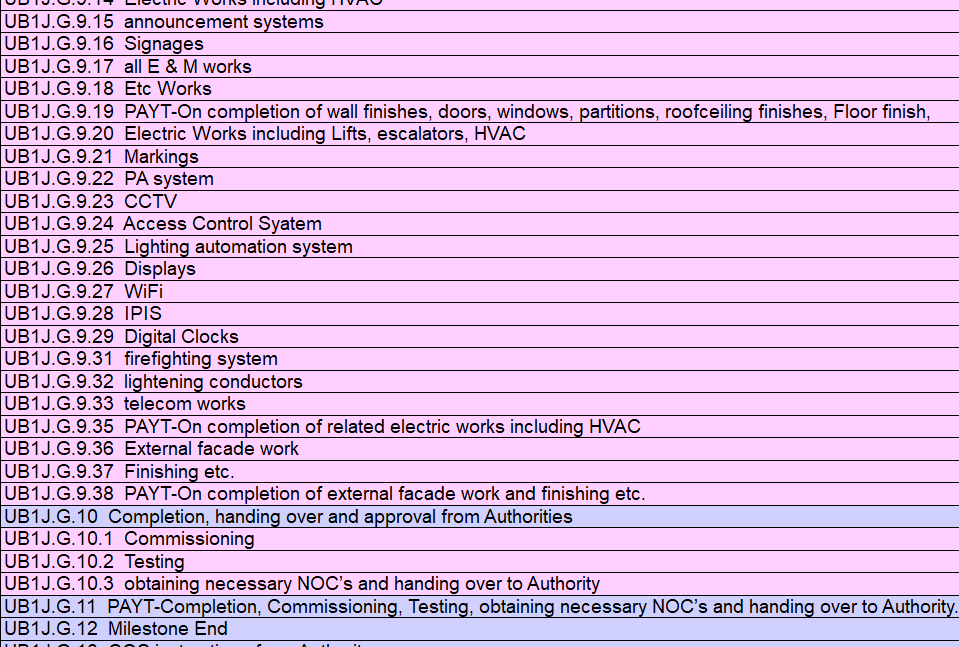 UB1J.G.9.14 Electric Works including HVAC
UB1J.G.9.15 announcement systems
UB1J.G.9.16 Signages
UB1J.G.9.17 all E & M works
UB1J.G.9.18 Etc Works
UB1J.G.9.19 PAYT-On completion of wall finishes, doors, windows, partitions, roofceiling finishes, Floor finish,
UB1J.G.9.20 Electric Works including Lifts, escalators, HVAC
UB1J.G.9.21 Markings
UB1J.G.9.22 PA system
UB1J.G.9.23 CCTV
UB1J.G.9.24 Access Control Syatem
UB1J.G.9.25 Lighting automation system
UB1J.G.9.26 Displays
UB1J.G.9.27 WiFi
UB1J.G.9.28 IPIS
UB1J.G.9.29 Digital Clocks
UB1J.G.9.31 firefighting system
UB1J.G.9.32 lightening conductors
UB1J.G.9.33 telecom works
UB1J.G.9.35 PAYT-On completion of related electric works including HVAC
UB1J.G.9.36 External facade work
UB1J.G.9.37 Finishing etc.
UB1J.G.9.38 PAYT-On completion of external facade work and finishing etc.
UB1J.G.10 Completion, handing over and approval from Authorities
UB1J.G.10.1 Commissioning
UB1J.G.10.2 Testing
UB1J.G.10.3 obtaining necessary NOC’s and handing over to Authority
UB1J.G.11 PAYT-Completion, Commissioning, Testing, obtaining necessary NOC’s and handing over to Authority.
UB1J.G.12 Milestone End